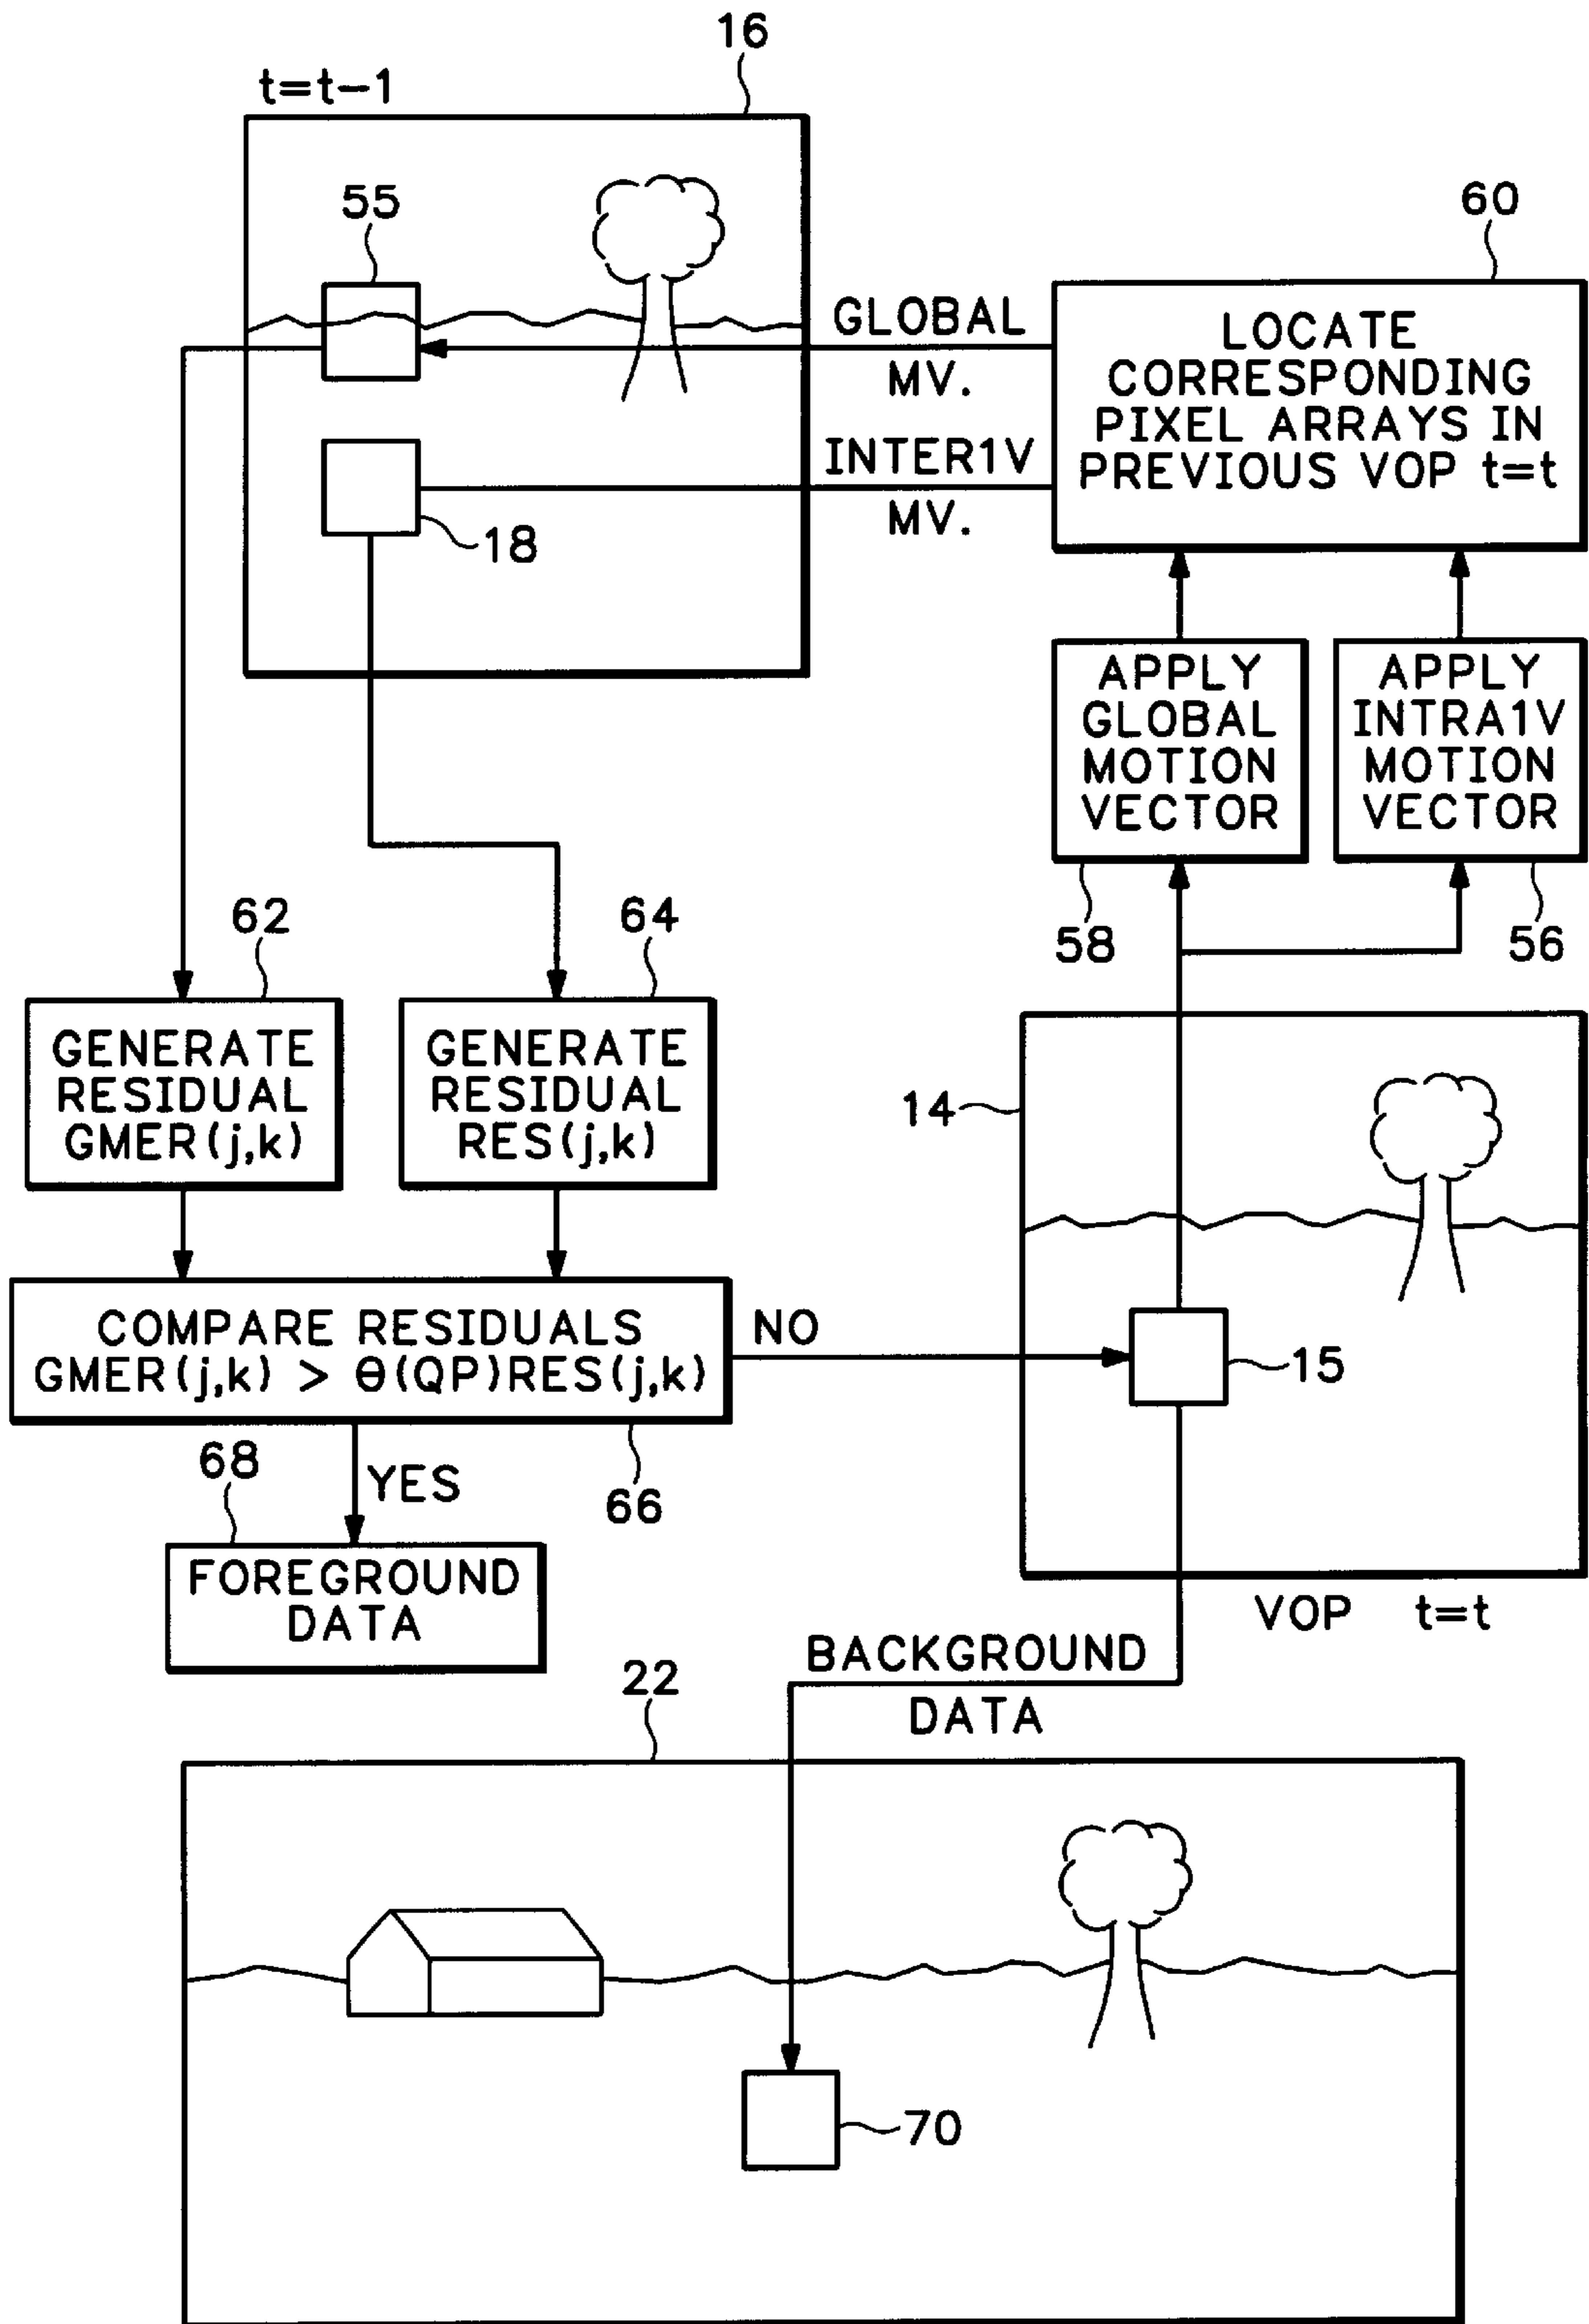 16
t=t-1
55
60
GLOBAL
MV.
LOCATE
CORRESPONDING
PIXEL ARRAYS IN
PREVIOUS VOP t=t
INTER1V
MV.
18
APPLY
GLOBAL
MOTION
VECTOR
APPLY
INTRA1V
MOTION
VECTOR
58
56
62
64
GENERATE
RESIDUAL
GMER(j,k)
GENERATE
RESIDUAL
RES(j,k)
14
COMPARE RESIDUALS
GMER(j,k) > θ(QP)RES(j,k)
NO
15
68
YES
66
FOREGROUND
DATA
VOP t=t
BACKGROUND
DATA
22
70